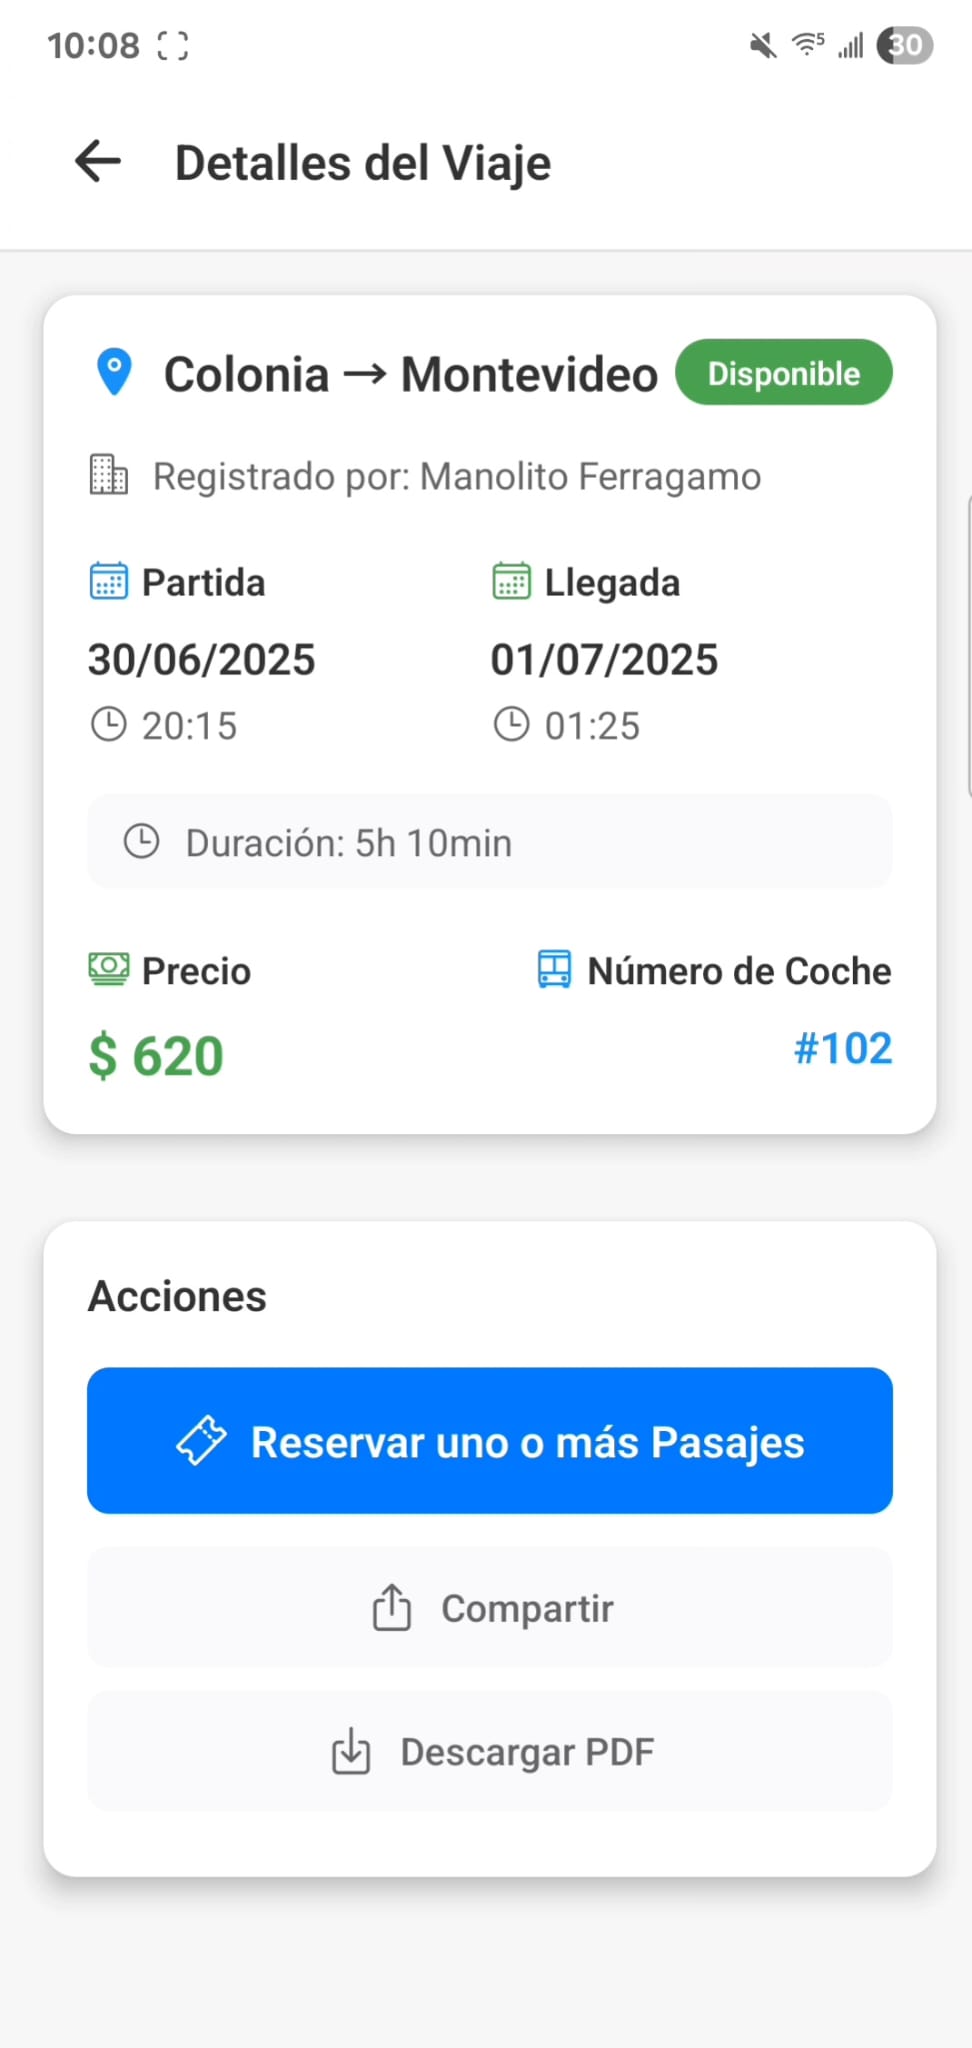 10:08
5
30
Detalles del Viaje
Colonia → Montevideo
Disponible
Registrado por: Manolito Ferragamo
Partida
Llegada
30/06/2025
01/07/2025
20:15
01:25
Duración: 5h 10min
Precio
Número de Coche
$ 620
#102
Acciones
Reservar uno o más Pasajes
Compartir
Descargar PDF